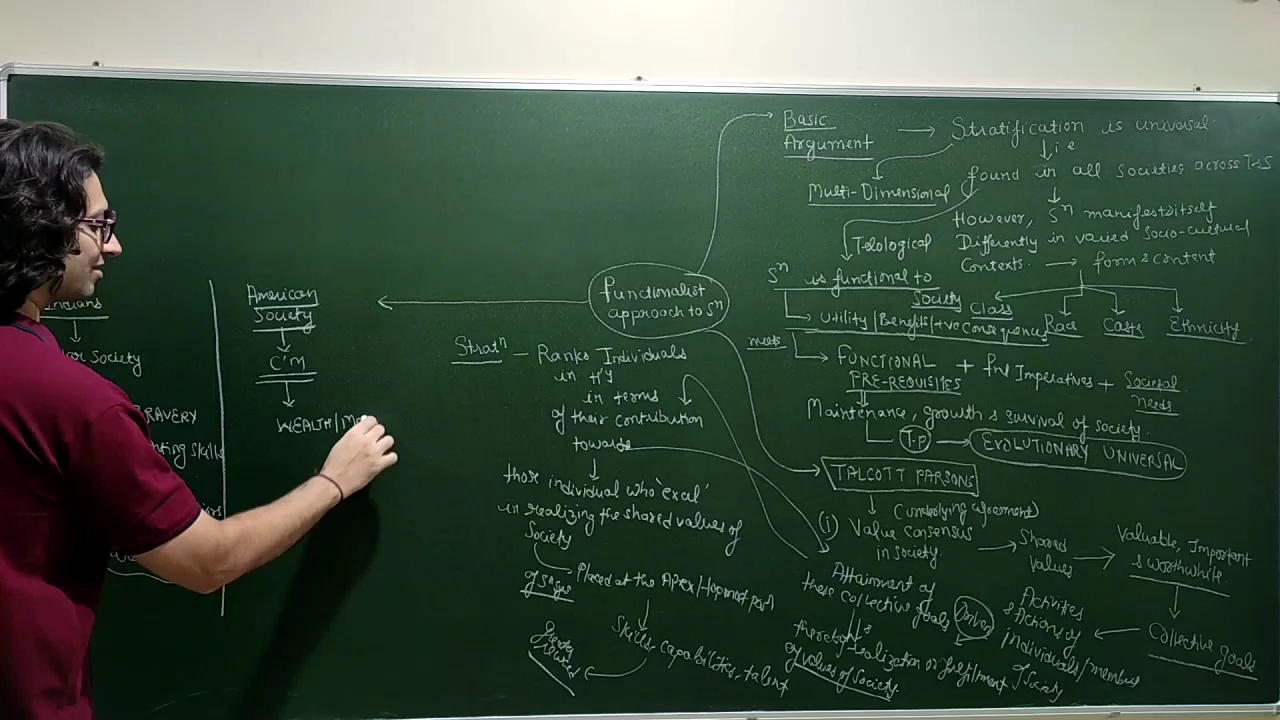 Basic
Argument
Stratification is universal
i e
found in all societies across T&S
Multi-Dimensional
However, Sⁿ manifests itself
Differently in varied socio-cultural
Contexts. form & content
Telological
Sⁿ is functional to
Society
Class
Race
Caste
Ethnicity
Utility/Benefits/+ve consequences
meets
FUNCTIONAL
PRE-REQUISITES
+ fnl Imperatives + Societal
needs
Maintenance, growth & survival of society.
T.P
EVOLUTIONARY UNIVERSAL
TALCOTT PARSONS
(underlying agreement)
(i) Value Consensus
in society.
Shared
Values
Valuable, Important
& worthwhile
Collective goals
Activities
& Actions of
individuals/members
of society
Driven
Attainment of
these collective goals
&
thereby realization or fulfilment
of values of society.
functionalist
approach to Sⁿ
Stratⁿ - Ranks Individuals
in H'y
in terms
of their contribution
towards
those individual who 'excel'
in realizing the shared values of
Society
Placed at the Apex/topmost part
of Sⁿ
Skills, capabilities, talent
American
Society
C'M
WEALTH/M
Indians
Society
BRAVERY
Skills